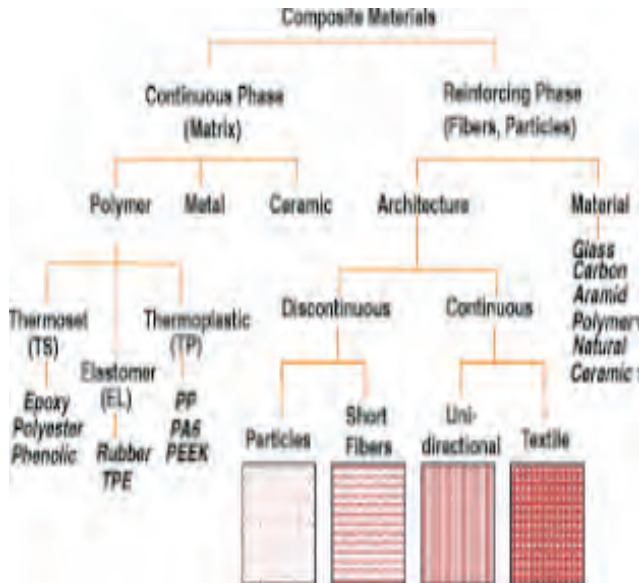 Composite Materials
Continuous Phase
(Matrix)
Reinforcing Phase
(Fibers, Particles)
Polymer
Metal
Ceramic
Architecture
Material
Glass
Carbon
Aramid
Polymer
Natural
Ceramic
Discontinuous
Continuous
Thermoset
(TS)
Thermoplastic
(TP)
Elastomer
(EL)
Epoxy
Polyester
Phenolic
Rubber
TPE
PP
PA6
PEEK
Particles
Short
Fibers
Uni-
directional
Textile